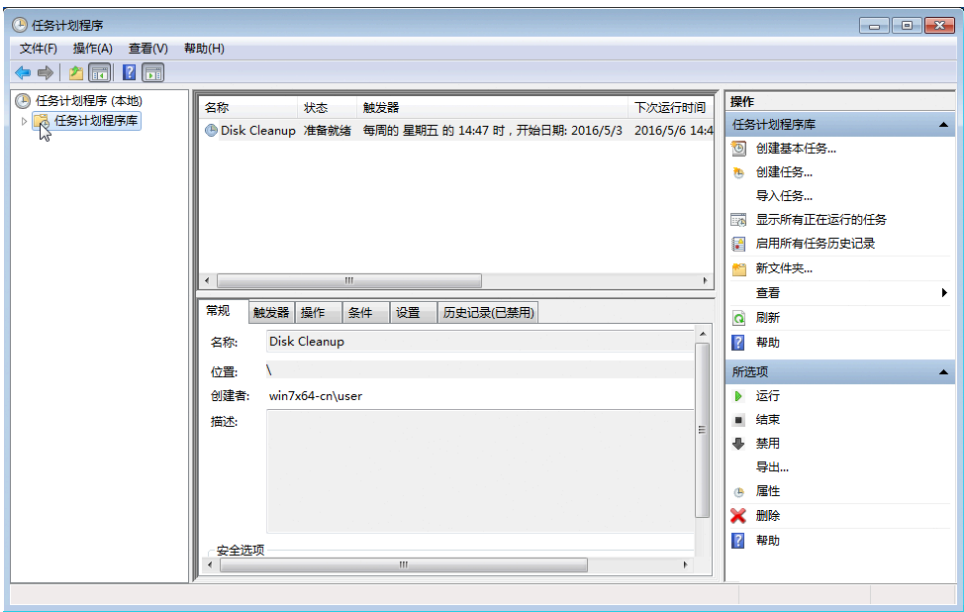 任务计划程序
文件(F) 操作(A) 查看(V) 帮助(H)
任务计划程序 (本地)
任务计划程序库
名称 状态 触发器 下次运行时间
Disk Cleanup 准备就绪 每周的 星期五 的 14:47 时，开始日期: 2016/5/3 2016/5/6 14:4
常规 触发器 操作 条件 设置 历史记录(已禁用)
名称: Disk Cleanup
位置: \
创建者: win7x64-cn\user
描述:
安全选项
操作
任务计划程序库
创建基本任务...
创建任务...
导入任务...
显示所有正在运行的任务
启用所有任务历史记录
新文件夹...
查看
刷新
帮助
所选项
运行
结束
禁用
导出...
属性
删除
帮助